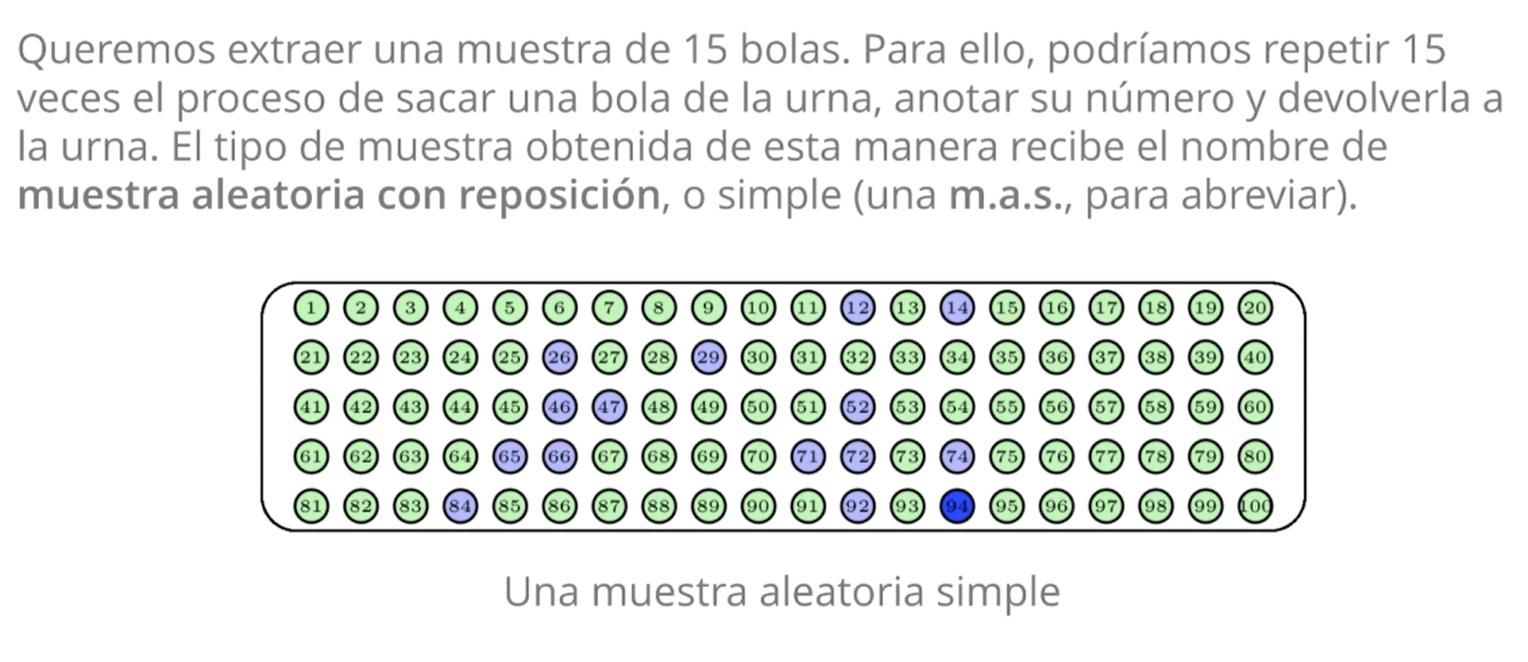 Queremos extraer una muestra de 15 bolas. Para ello, podríamos repetir 15
veces el proceso de sacar una bola de la urna, anotar su número y devolverla a
la urna. El tipo de muestra obtenida de esta manera recibe el nombre de
muestra aleatoria con reposición, o simple (una m.a.s., para abreviar).
1 2 3 4 5 6 7 8 9 10 11 12 13 14 15 16 17 18 19 20
21 22 23 24 25 26 27 28 29 30 31 32 33 34 35 36 37 38 39 40
41 42 43 44 45 46 47 48 49 50 51 52 53 54 55 56 57 58 59 60
61 62 63 64 65 66 67 68 69 70 71 72 73 74 75 76 77 78 79 80
81 82 83 84 85 86 87 88 89 90 91 92 93 94 95 96 97 98 99 100
Una muestra aleatoria simple